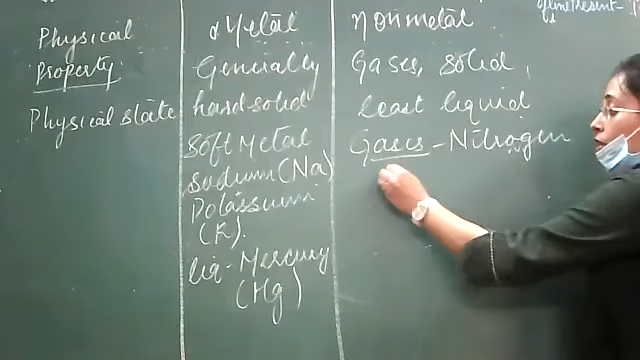 Physical Property
Physical state
Metal
Generally
hard solid
Soft Metal
Sodium (Na)
Potassium
(K).
liq - Mercury
(Hg)
Nonmetal
Gases, solid,
least liquid
Gases - Nitrogen